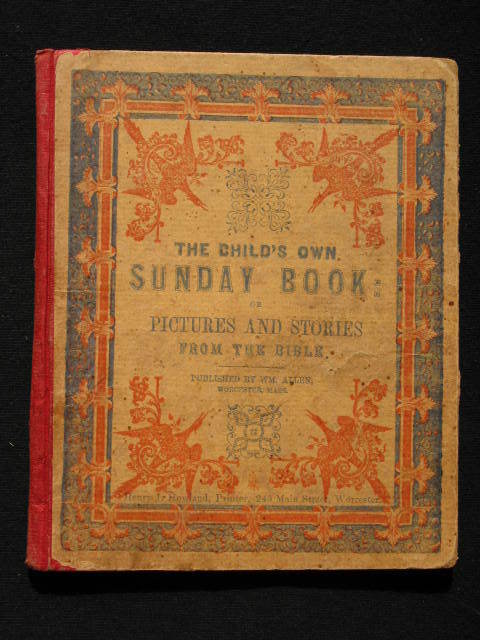 THE CHILD'S OWN
SUNDAY BOOK:
OR
PICTURES AND STORIES
FROM THE BIBLE.
PUBLISHED BY WM. ALLEN,
WORCESTER, MASS.
Henry J. Howland, Printer, 245 Main Street, Worcester.